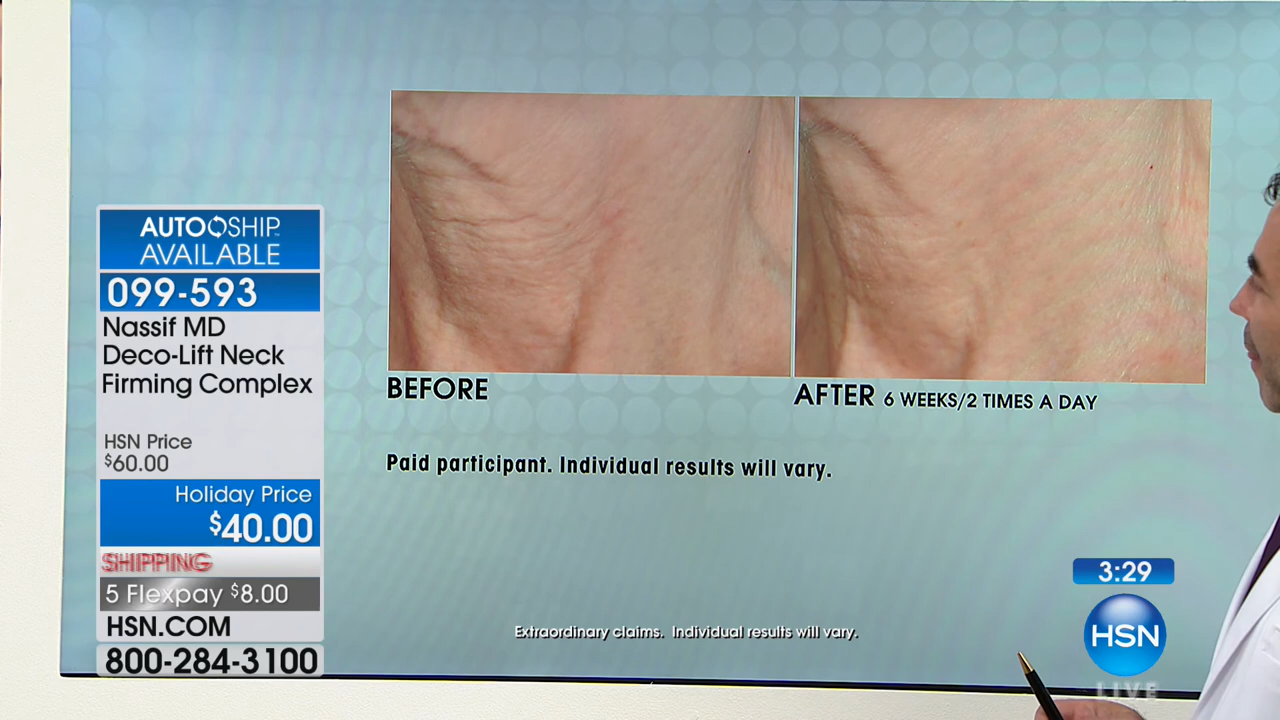 AUTOSHIP
AVAILABLE
099-593
Nassif MD
Deco-Lift Neck
Firming Complex
HSN Price
$60.00
Holiday Price
$40.00
SHIPPING
5 Flexpay $8.00
HSN.COM
800-284-3100
BEFORE
AFTER 6 WEEKS/2 TIMES A DAY
Paid participant. Individual results will vary.
Extraordinary claims. Individual results will vary.
3:29
HSN
LIVE